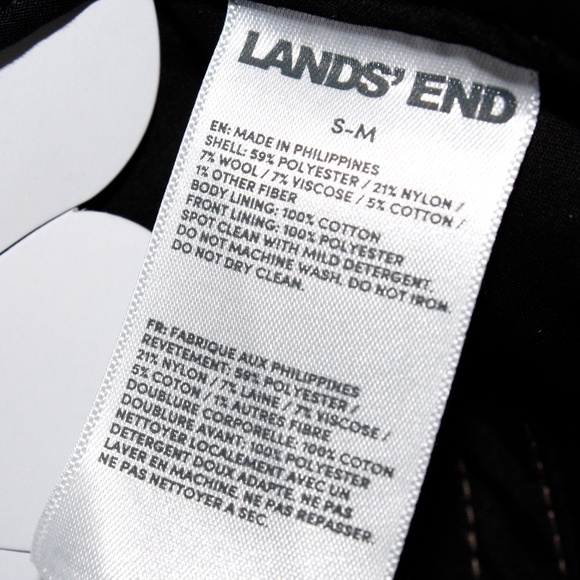 LANDS' END
S-M
EN: MADE IN PHILIPPINES
SHELL: 59% POLYESTER / 21% NYLON /
7% WOOL / 7% VISCOSE / 5% COTTON /
1% OTHER FIBER
BODY LINING: 100% COTTON
FRONT LINING: 100% POLYESTER
SPOT CLEAN WITH MILD DETERGENT.
DO NOT MACHINE WASH. DO NOT IRON.
DO NOT DRY CLEAN.
FR: FABRIQUE AUX PHILIPPINES
REVETEMENT: 59% POLYESTER /
21% NYLON / 7% LAINE / 7% VISCOSE /
5% COTON / 1% AUTRES FIBRE
DOUBLURE CORPORELLE: 100% COTON
DOUBLURE AVANT: 100% POLYESTER
NETTOYER LOCALEMENT AVEC UN
DETERGENT DOUX ADAPTE. NE PAS
LAVER EN MACHINE. NE PAS REPASSER.
NE PAS NETTOYER A SEC.